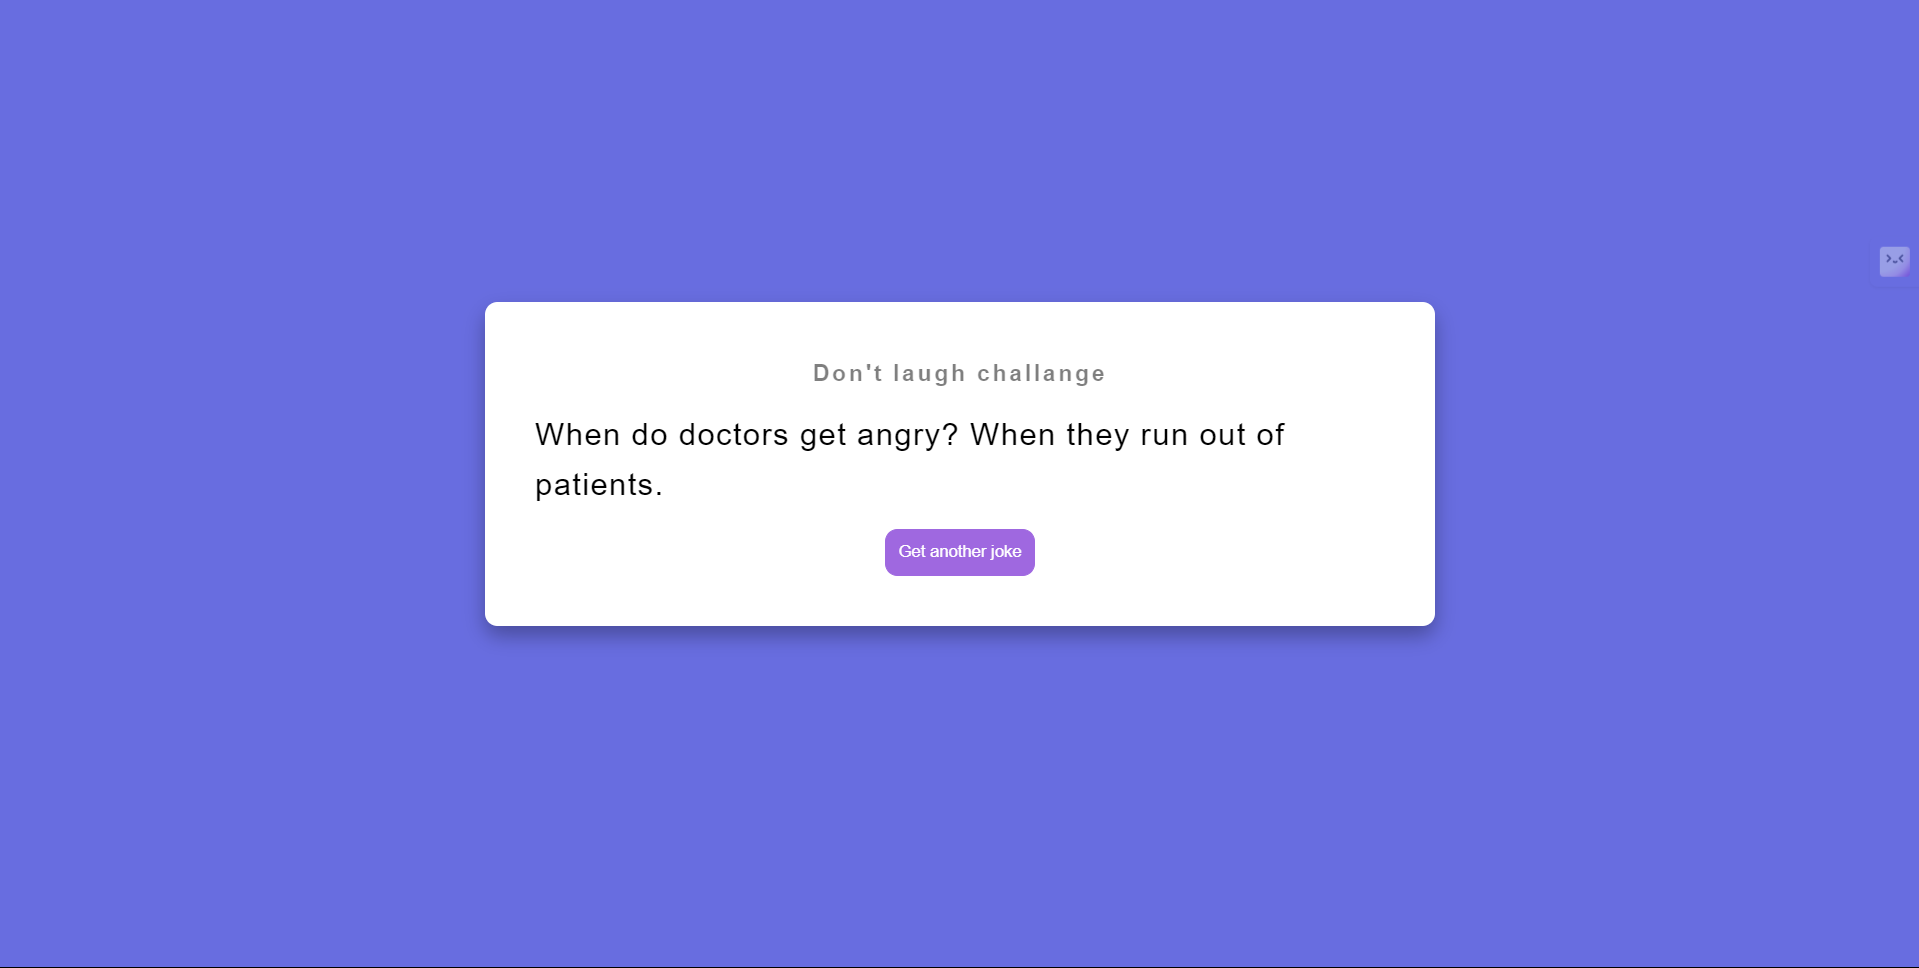 Don't laugh challange
When do doctors get angry? When they run out of
patients.
Get another joke